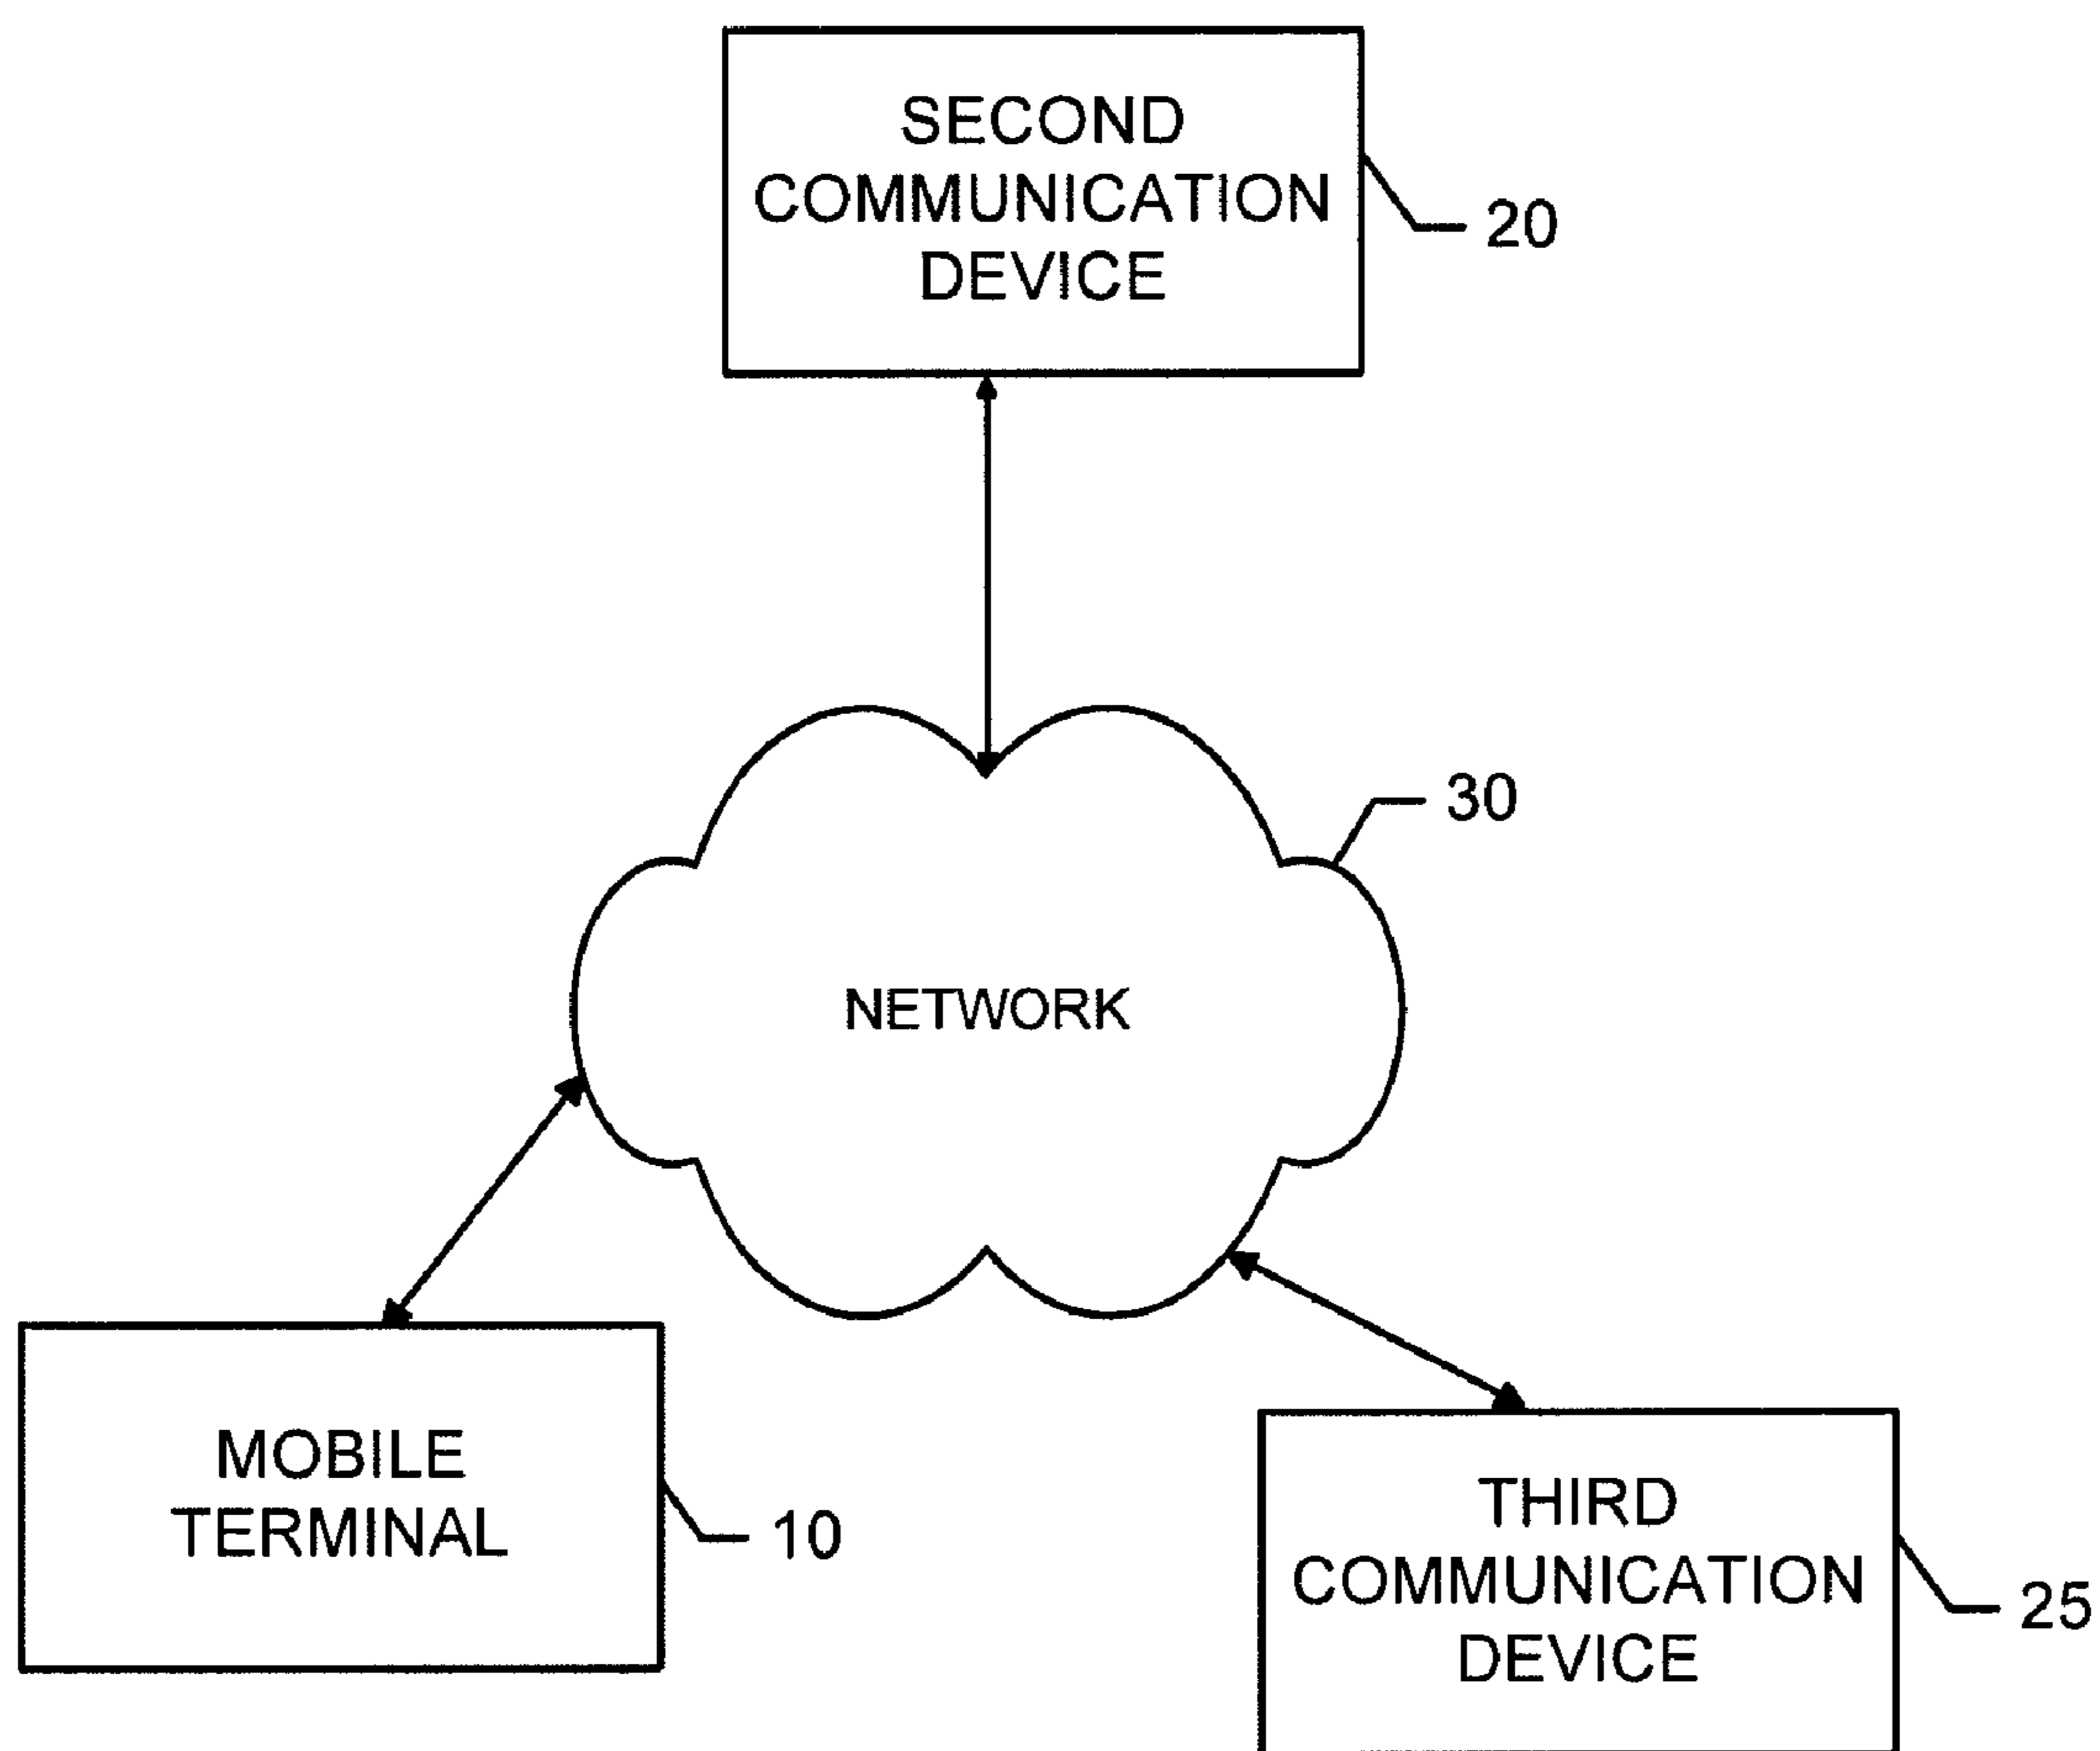 SECOND
COMMUNICATION
DEVICE
20
30
NETWORK
MOBILE
TERMINAL
10
THIRD
COMMUNICATION
DEVICE
25